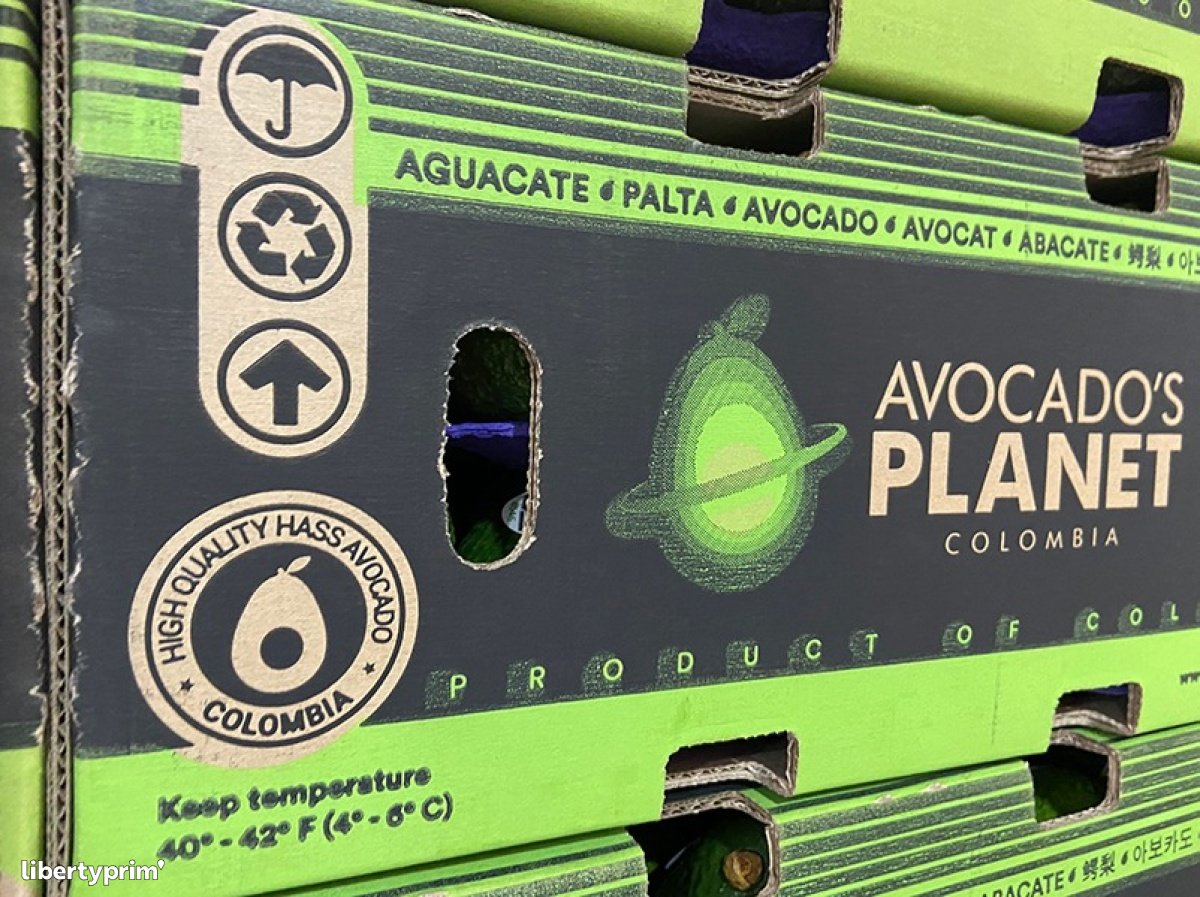 AGUACATE PALTA AVOCADO AVOCAT ABACATE 鳄梨 아보
AVOCADO'S
PLANET
COLOMBIA
HIGH QUALITY HASS AVOCADO
COLOMBIA
PRODUCT OF COL
Keep temperature
40° - 42° F (4° - 6° C)
ABACATE 鳄梨 아보카도
libertyprim'